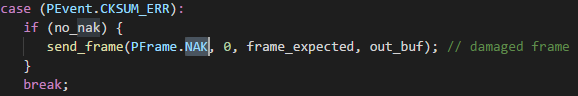 case (PEvent.CKSUM_ERR):
if (no_nak) {
send_frame(PFrame.NAK, 0, frame_expected, out_buf); // damaged frame
}
break;